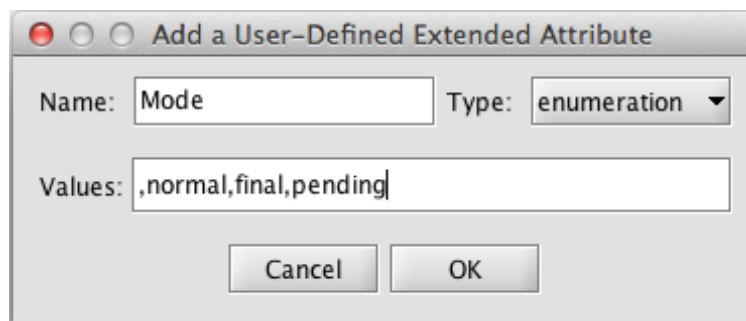 Add a User-Defined Extended Attribute
Name: Mode Type: enumeration
Values: ,normal,final,pending
Cancel OK